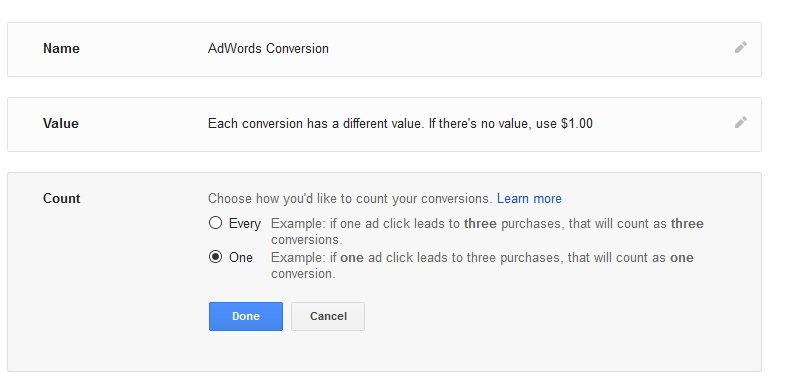 Name AdWords Conversion
Value Each conversion has a different value. If there's no value, use $1.00
Count Choose how you'd like to count your conversions. Learn more
Every Example: if one ad click leads to three purchases, that will count as three
conversions.
One Example: if one ad click leads to three purchases, that will count as one
conversion.
Done Cancel